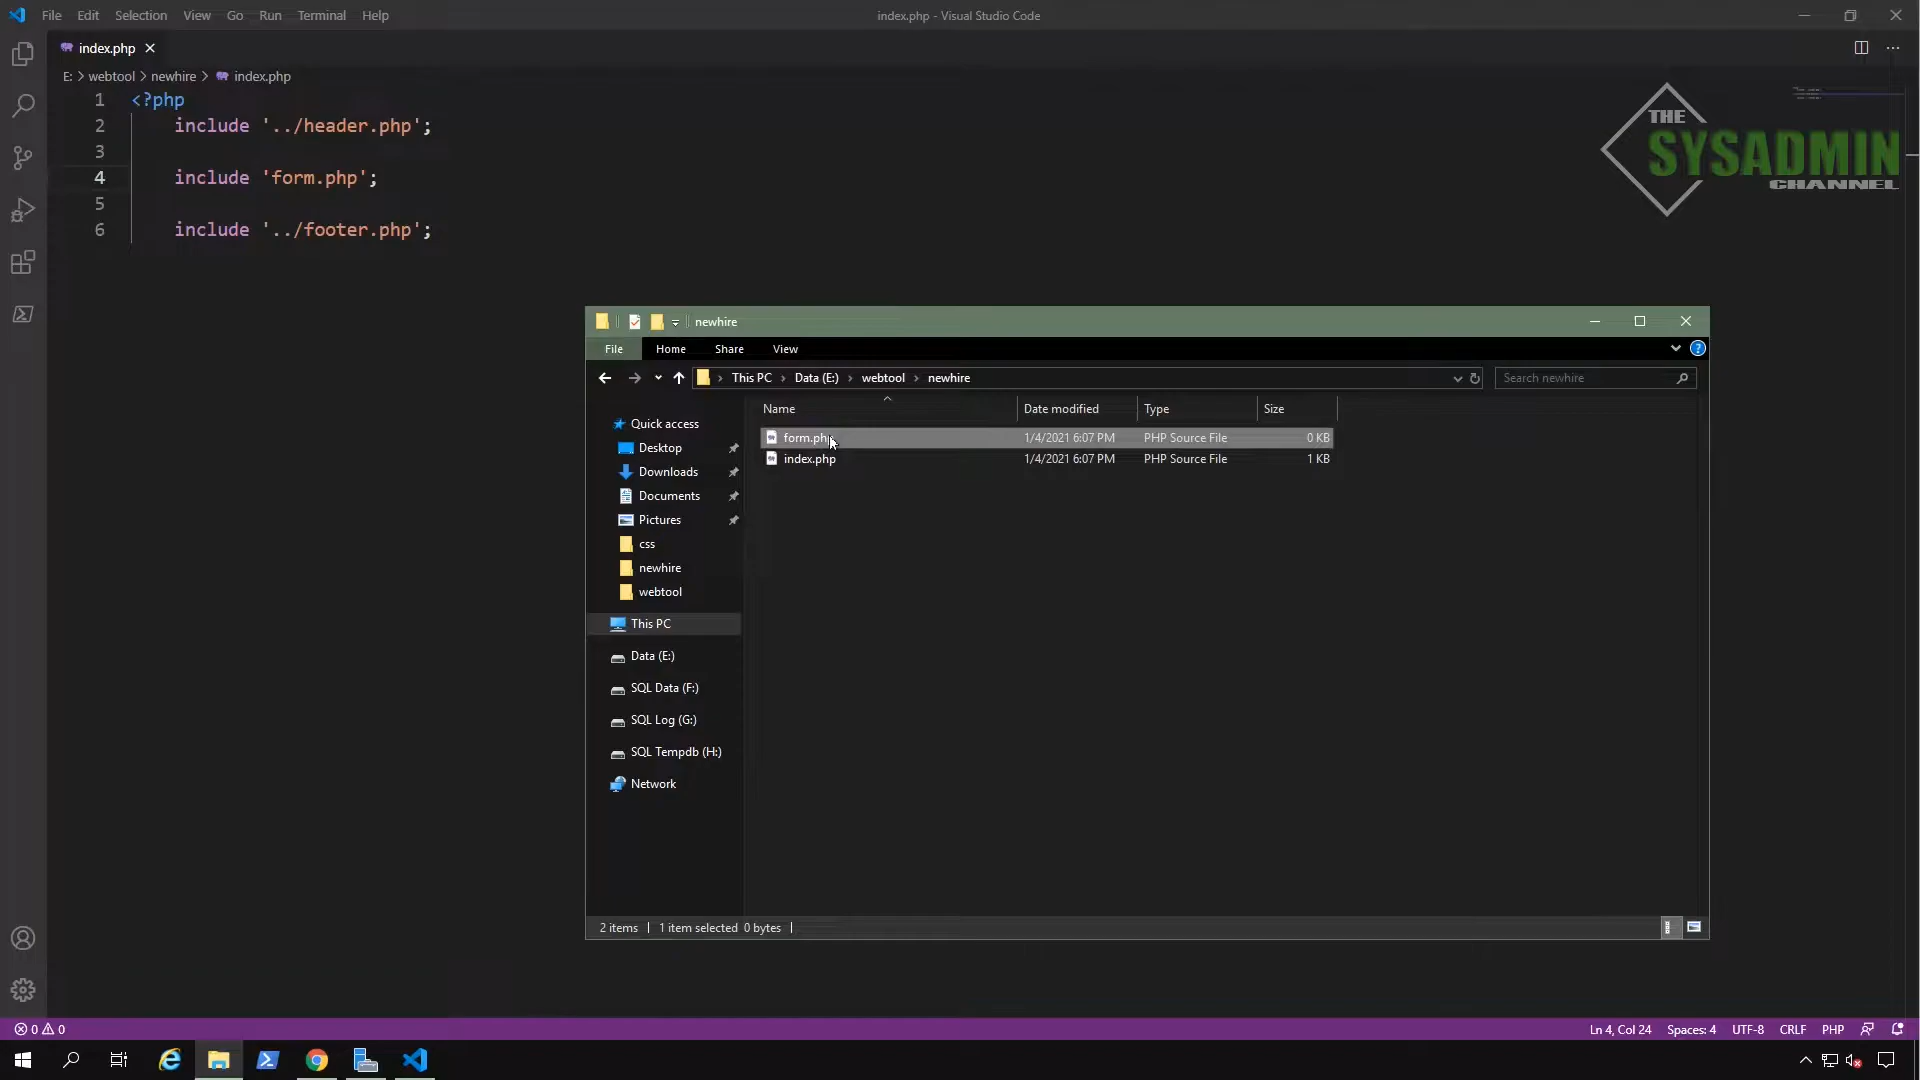 File Edit Selection View Go Run Terminal Help
index.php - Visual Studio Code
index.php
E: > webtool > newhire > index.php
1 <?php
2 include '../header.php';
3
4 include 'form.php';
5
6 include '../footer.php';
THE
SYSADMIN
CHANNEL
newhire
File Home Share View
This PC > Data (E:) > webtool > newhire
Search newhire
Name Date modified Type Size
form.php 1/4/2021 6:07 PM PHP Source File 0 KB
index.php 1/4/2021 6:07 PM PHP Source File 1 KB
Quick access
Desktop
Downloads
Documents
Pictures
css
newhire
webtool
This PC
Data (E:)
SQL Data (F:)
SQL Log (G:)
SQL Tempdb (H:)
Network
2 items 1 item selected 0 bytes
0 0
Ln 4, Col 24 Spaces: 4 UTF-8 CRLF PHP